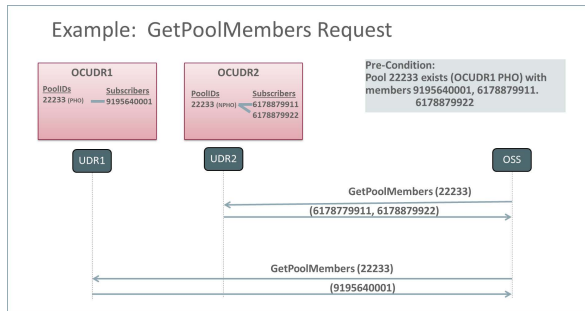 Example: GetPoolMembers Request
OCUDR1
PoolIDs Subscribers
22233 (PHO) 9195640001
OCUDR2
PoolIDs Subscribers
22233 (NPHO) 6178879911
6178879922
Pre-Condition:
Pool 22233 exists (OCUDR1 PHO) with
members 9195640001, 6178879911.
6178879922
UDR1
UDR2
OSS
GetPoolMembers (22233)
(6178779911, 6178879922)
GetPoolMembers (22233)
(9195640001)